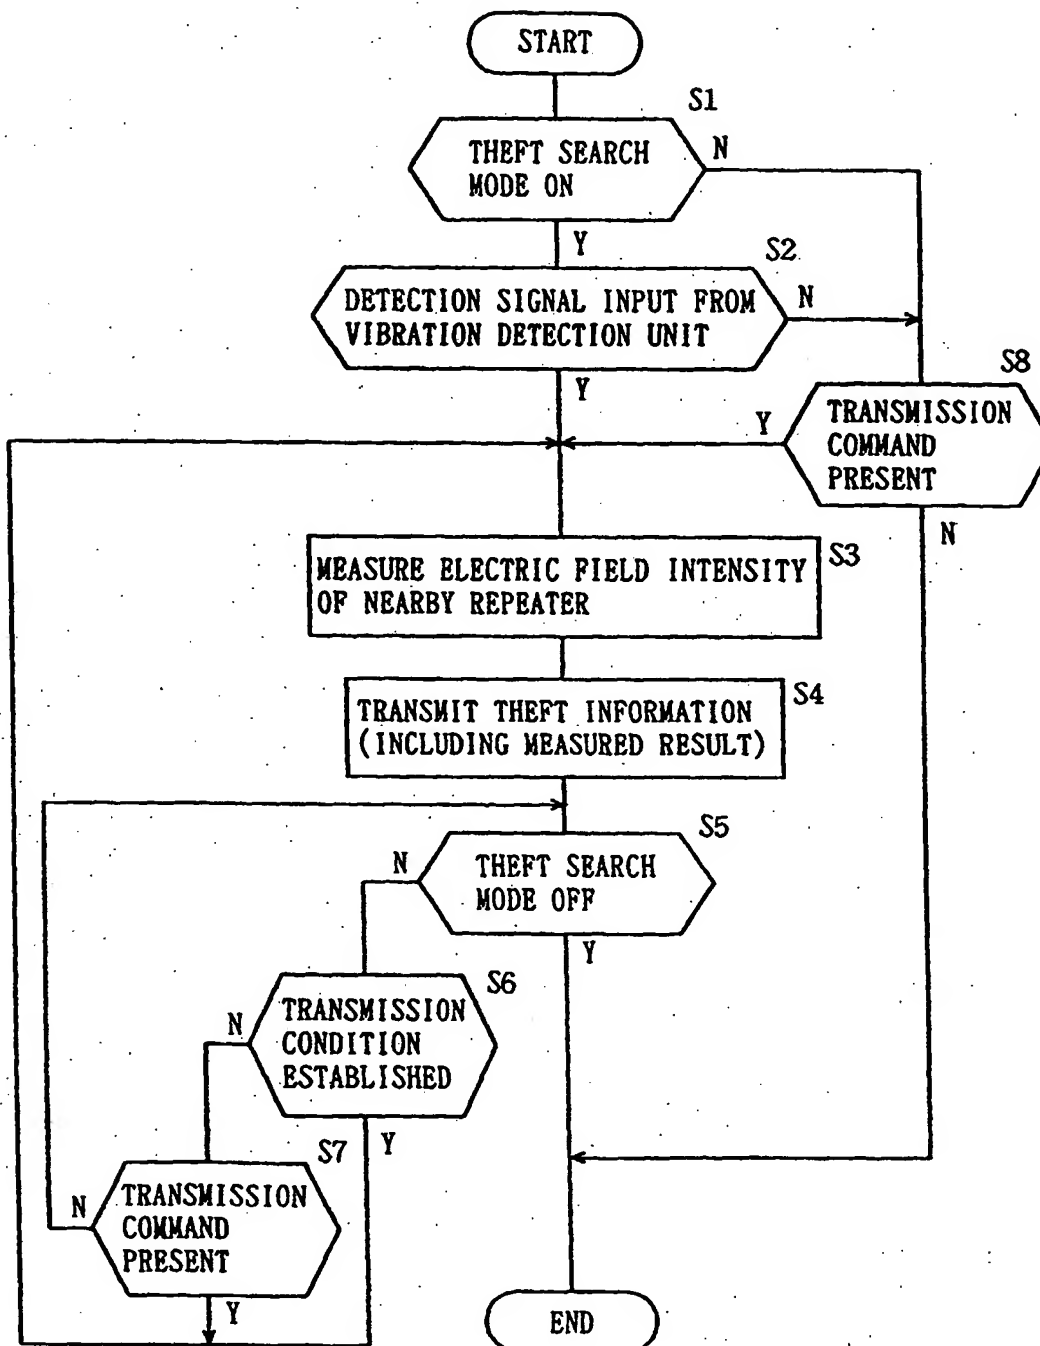 START
S1
THEFT SEARCH
MODE ON
N
Y
S2
DETECTION SIGNAL INPUT FROM
VIBRATION DETECTION UNIT
N
Y
S8
TRANSMISSION
COMMAND
PRESENT
Y
N
S3
MEASURE ELECTRIC FIELD INTENSITY
OF NEARBY REPEATER
S4
TRANSMIT THEFT INFORMATION
(INCLUDING MEASURED RESULT)
S5
THEFT SEARCH
MODE OFF
N
Y
S6
TRANSMISSION
CONDITION
ESTABLISHED
N
Y
S7
TRANSMISSION
COMMAND
PRESENT
N
Y
END